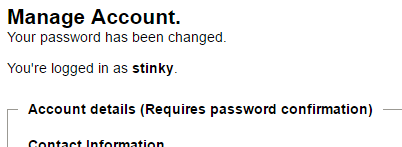 Manage Account.
Your password has been changed.
You're logged in as stinky.
Account details (Requires password confirmation)
Contact Information